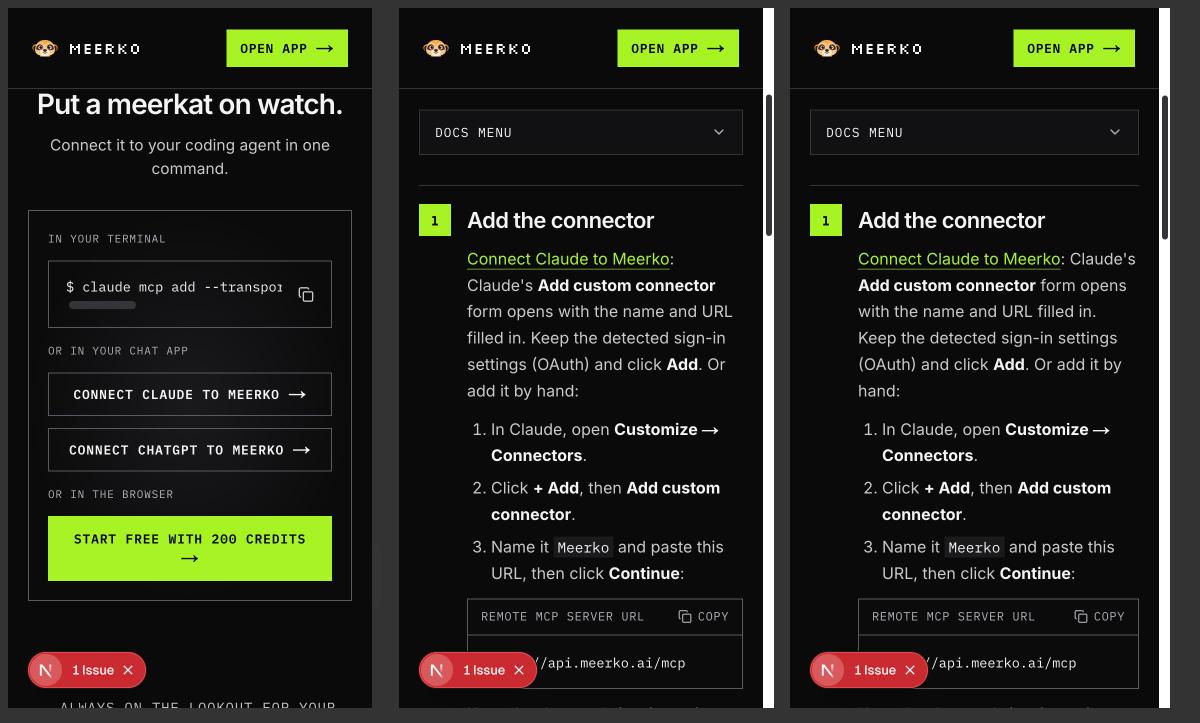 MEERKO
OPEN APP →
Put a meerkat on watch.
Connect it to your coding agent in one
command.
IN YOUR TERMINAL
$ claude mcp add --transpor
OR IN YOUR CHAT APP
CONNECT CLAUDE TO MEERKO →
CONNECT CHATGPT TO MEERKO →
OR IN THE BROWSER
START FREE WITH 200 CREDITS
→
N 1 Issue ×
ALWAYS ON THE LOOKOUT FOR YOUR
MEERKO
OPEN APP →
DOCS MENU
1 Add the connector
Connect Claude to Meerko:
Claude's Add custom connector
form opens with the name and URL
filled in. Keep the detected sign-in
settings (OAuth) and click Add. Or
add it by hand:
1. In Claude, open Customize →
Connectors.
2. Click + Add, then Add custom
connector.
3. Name it Meerko and paste this
URL, then click Continue:
REMOTE MCP SERVER URL COPY
//api.meerko.ai/mcp
N 1 Issue ×
MEERKO
OPEN APP →
DOCS MENU
1 Add the connector
Connect Claude to Meerko: Claude's
Add custom connector form opens
with the name and URL filled in.
Keep the detected sign-in settings
(OAuth) and click Add. Or add it by
hand:
1. In Claude, open Customize →
Connectors.
2. Click + Add, then Add custom
connector.
3. Name it Meerko and paste this
URL, then click Continue:
REMOTE MCP SERVER URL COPY
//api.meerko.ai/mcp
N 1 Issue ×